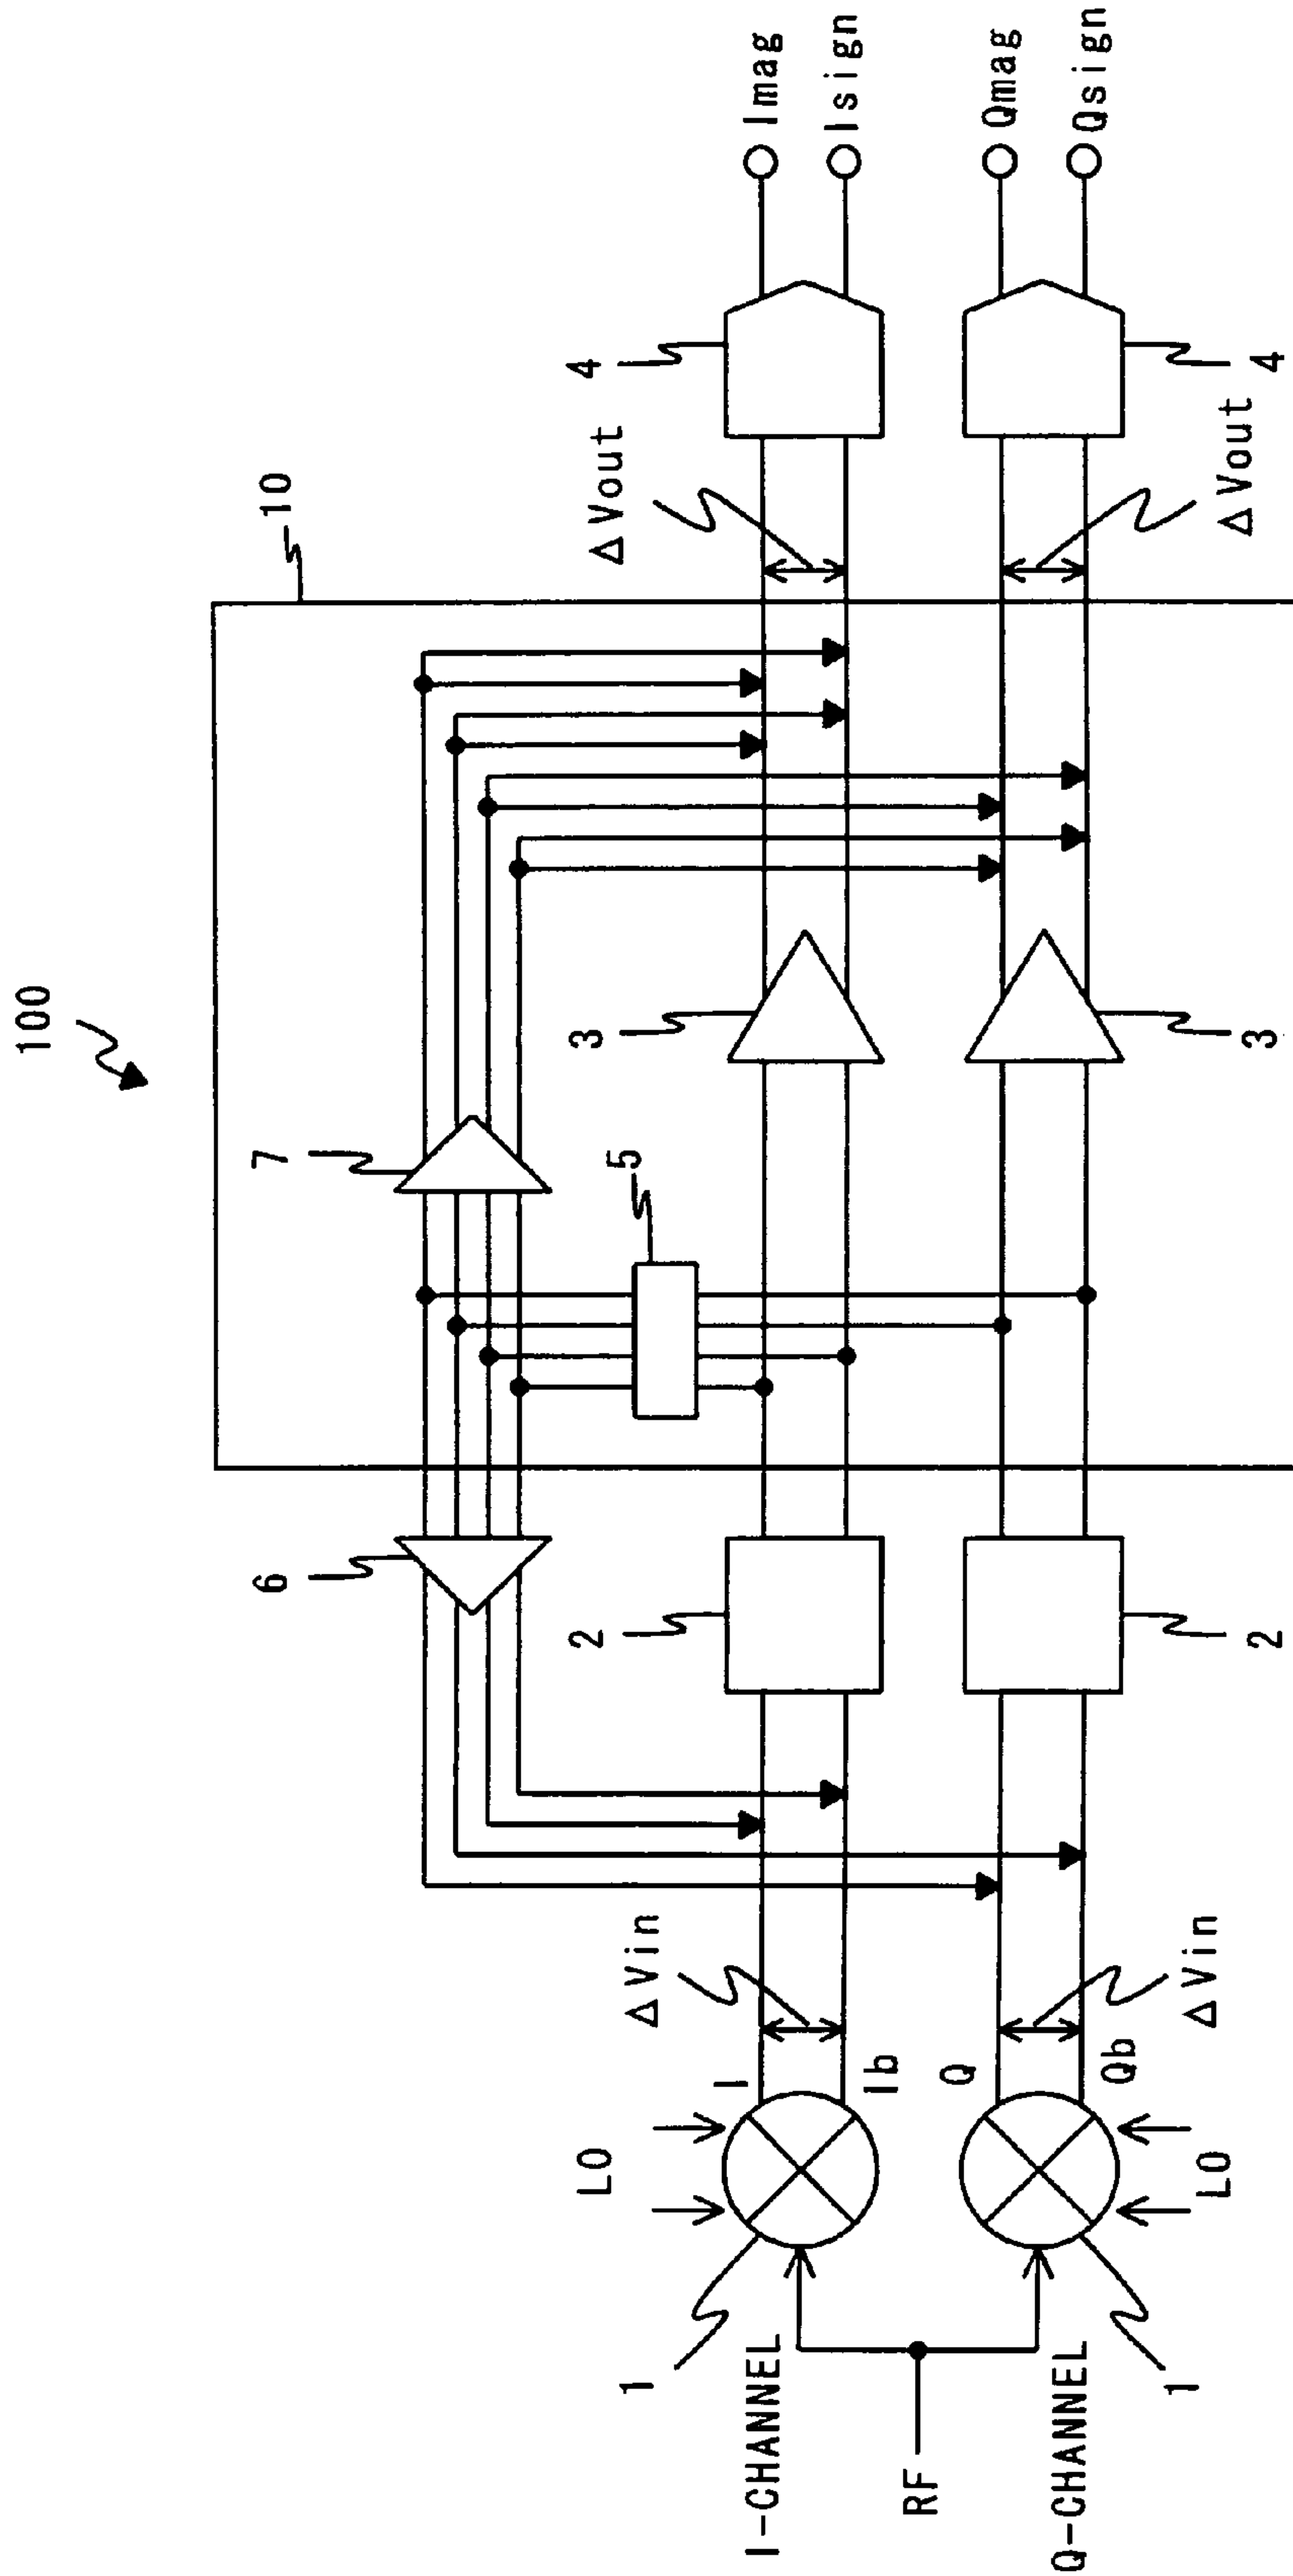 100
10
7
6
5
LO
ΔVin
2
3
ΔVout
4
Imag
Isign
1
I
Ib
I-CHANNEL
RF
Q-CHANNEL
Q
Qb
1
LO
ΔVin
2
3
ΔVout
4
Qmag
Qsign